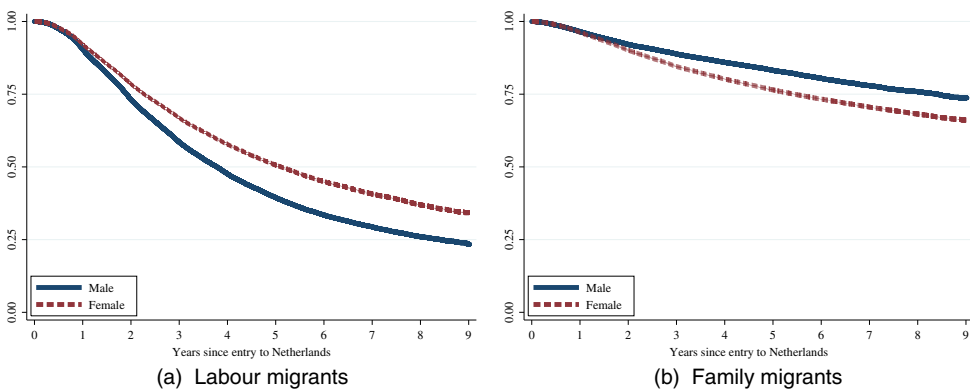 1.00
0.75
0.50
0.25
0.00
Male
Female
0 1 2 3 4 5 6 7 8 9
Years since entry to Netherlands
(a) Labour migrants
1.00
0.75
0.50
0.25
0.00
Male
Female
0 1 2 3 4 5 6 7 8 9
Years since entry to Netherlands
(b) Family migrants